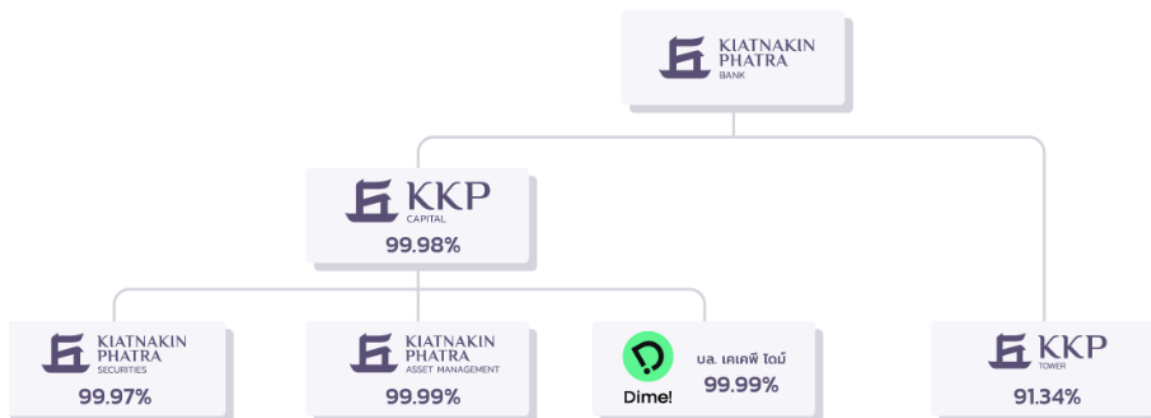 KIATNAKIN
PHATRA
BANK
KKP
CAPITAL
99.98%
KIATNAKIN
PHATRA
SECURITIES
99.97%
KIATNAKIN
PHATRA
ASSET MANAGEMENT
99.99%
Dime!
บล. เคเคพี ไดม์
99.99%
KKP
TOWER
91.34%